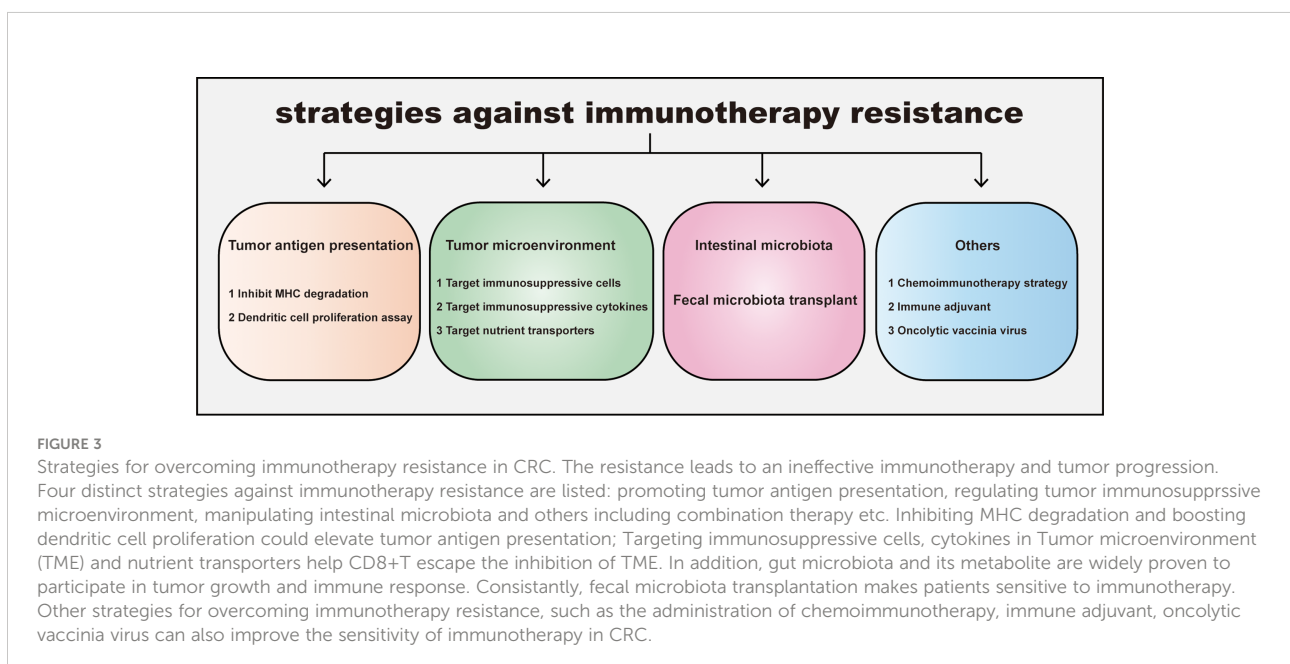 strategies against immunotherapy resistance
Tumor antigen presentation
1 Inhibit MHC degradation
2 Dendritic cell proliferation assay
Tumor microenvironment
1 Target immunosuppressive cells
2 Target immunosuppressive cytokines
3 Target nutrient transporters
Intestinal microbiota
Fecal microbiota transplant
Others
1 Chemoimmunotherapy strategy
2 Immune adjuvant
3 Oncolytic vaccinia virus
FIGURE 3
Strategies for overcoming immunotherapy resistance in CRC. The resistance leads to an ineffective immunotherapy and tumor progression.
Four distinct strategies against immunotherapy resistance are listed: promoting tumor antigen presentation, regulating tumor immunosupprssive
microenvironment, manipulating intestinal microbiota and others including combination therapy etc. Inhibiting MHC degradation and boosting
dendritic cell proliferation could elevate tumor antigen presentation; Targeting immunosuppressive cells, cytokines in Tumor microenvironment
(TME) and nutrient transporters help CD8+T escape the inhibition of TME. In addition, gut microbiota and its metabolite are widely proven to
participate in tumor growth and immune response. Consistantly, fecal microbiota transplantation makes patients sensitive to immunotherapy.
Other strategies for overcoming immunotherapy resistance, such as the administration of chemoimmunotherapy, immune adjuvant, oncolytic
vaccinia virus can also improve the sensitivity of immunotherapy in CRC.